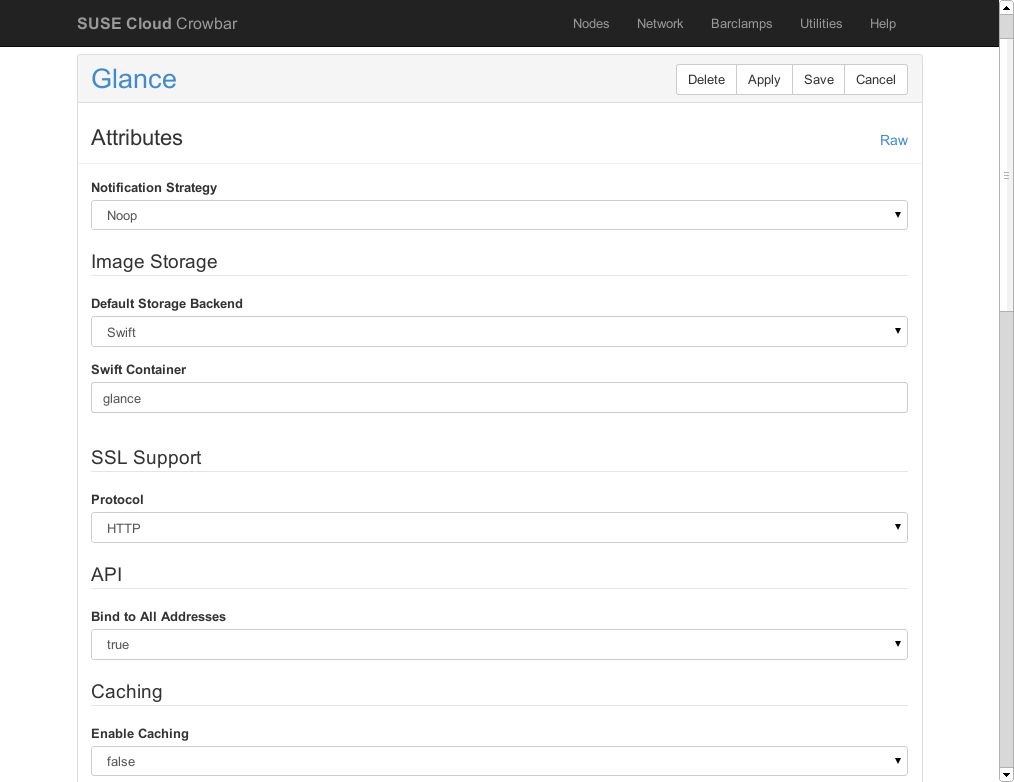 SUSE Cloud Crowbar Nodes Network Barclamps Utilities Help
Glance Delete Apply Save Cancel
Attributes Raw
Notification Strategy
Noop
Image Storage
Default Storage Backend
Swift
Swift Container
glance
SSL Support
Protocol
HTTP
API
Bind to All Addresses
true
Caching
Enable Caching
false